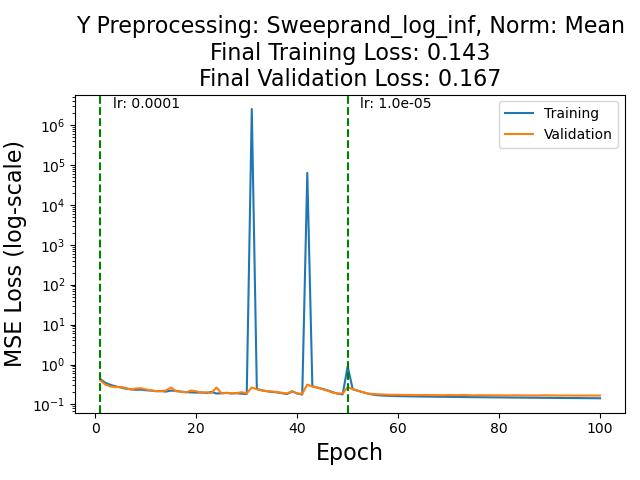 Y Preprocessing: Sweeprand_log_inf, Norm: Mean
Final Training Loss: 0.143
Final Validation Loss: 0.167
lr: 0.0001
lr: 1.0e-05
Training
Validation
MSE Loss (log-scale)
10⁶
10⁵
10⁴
10³
10²
10¹
10⁰
10⁻¹
0
20
40
60
80
100
Epoch